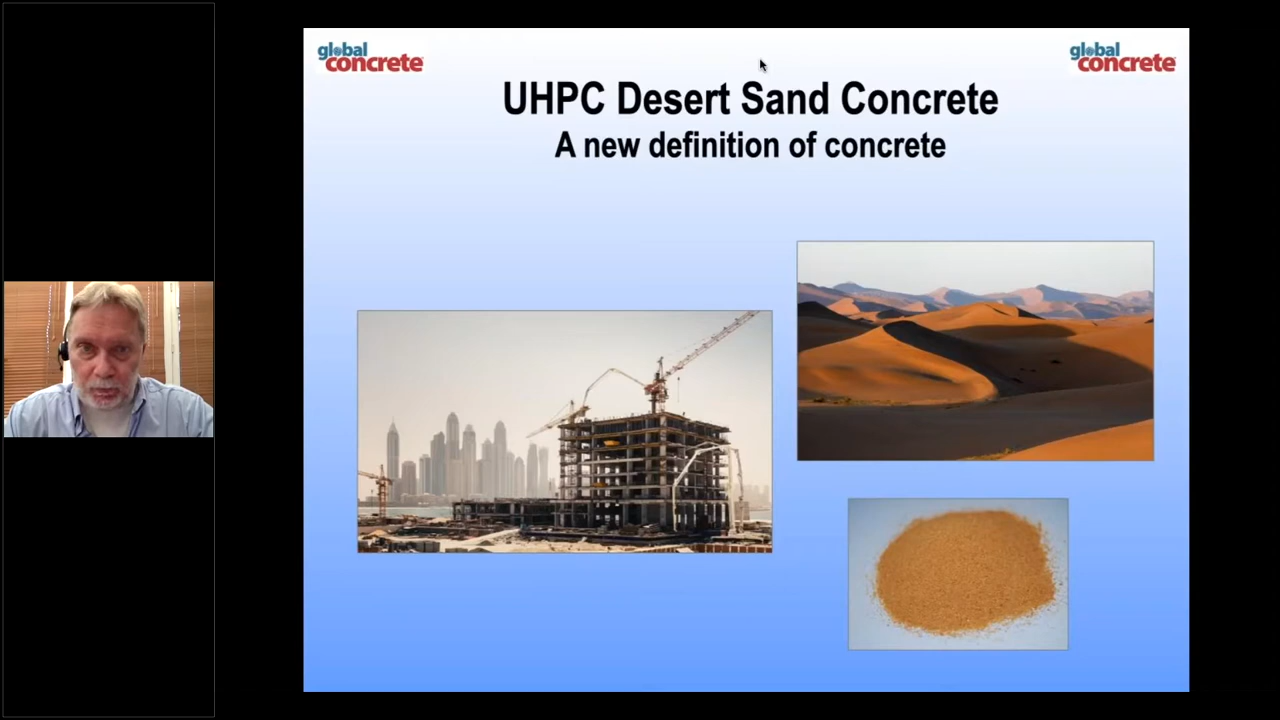 global
concrete
global
concrete
UHPC Desert Sand Concrete
A new definition of concrete